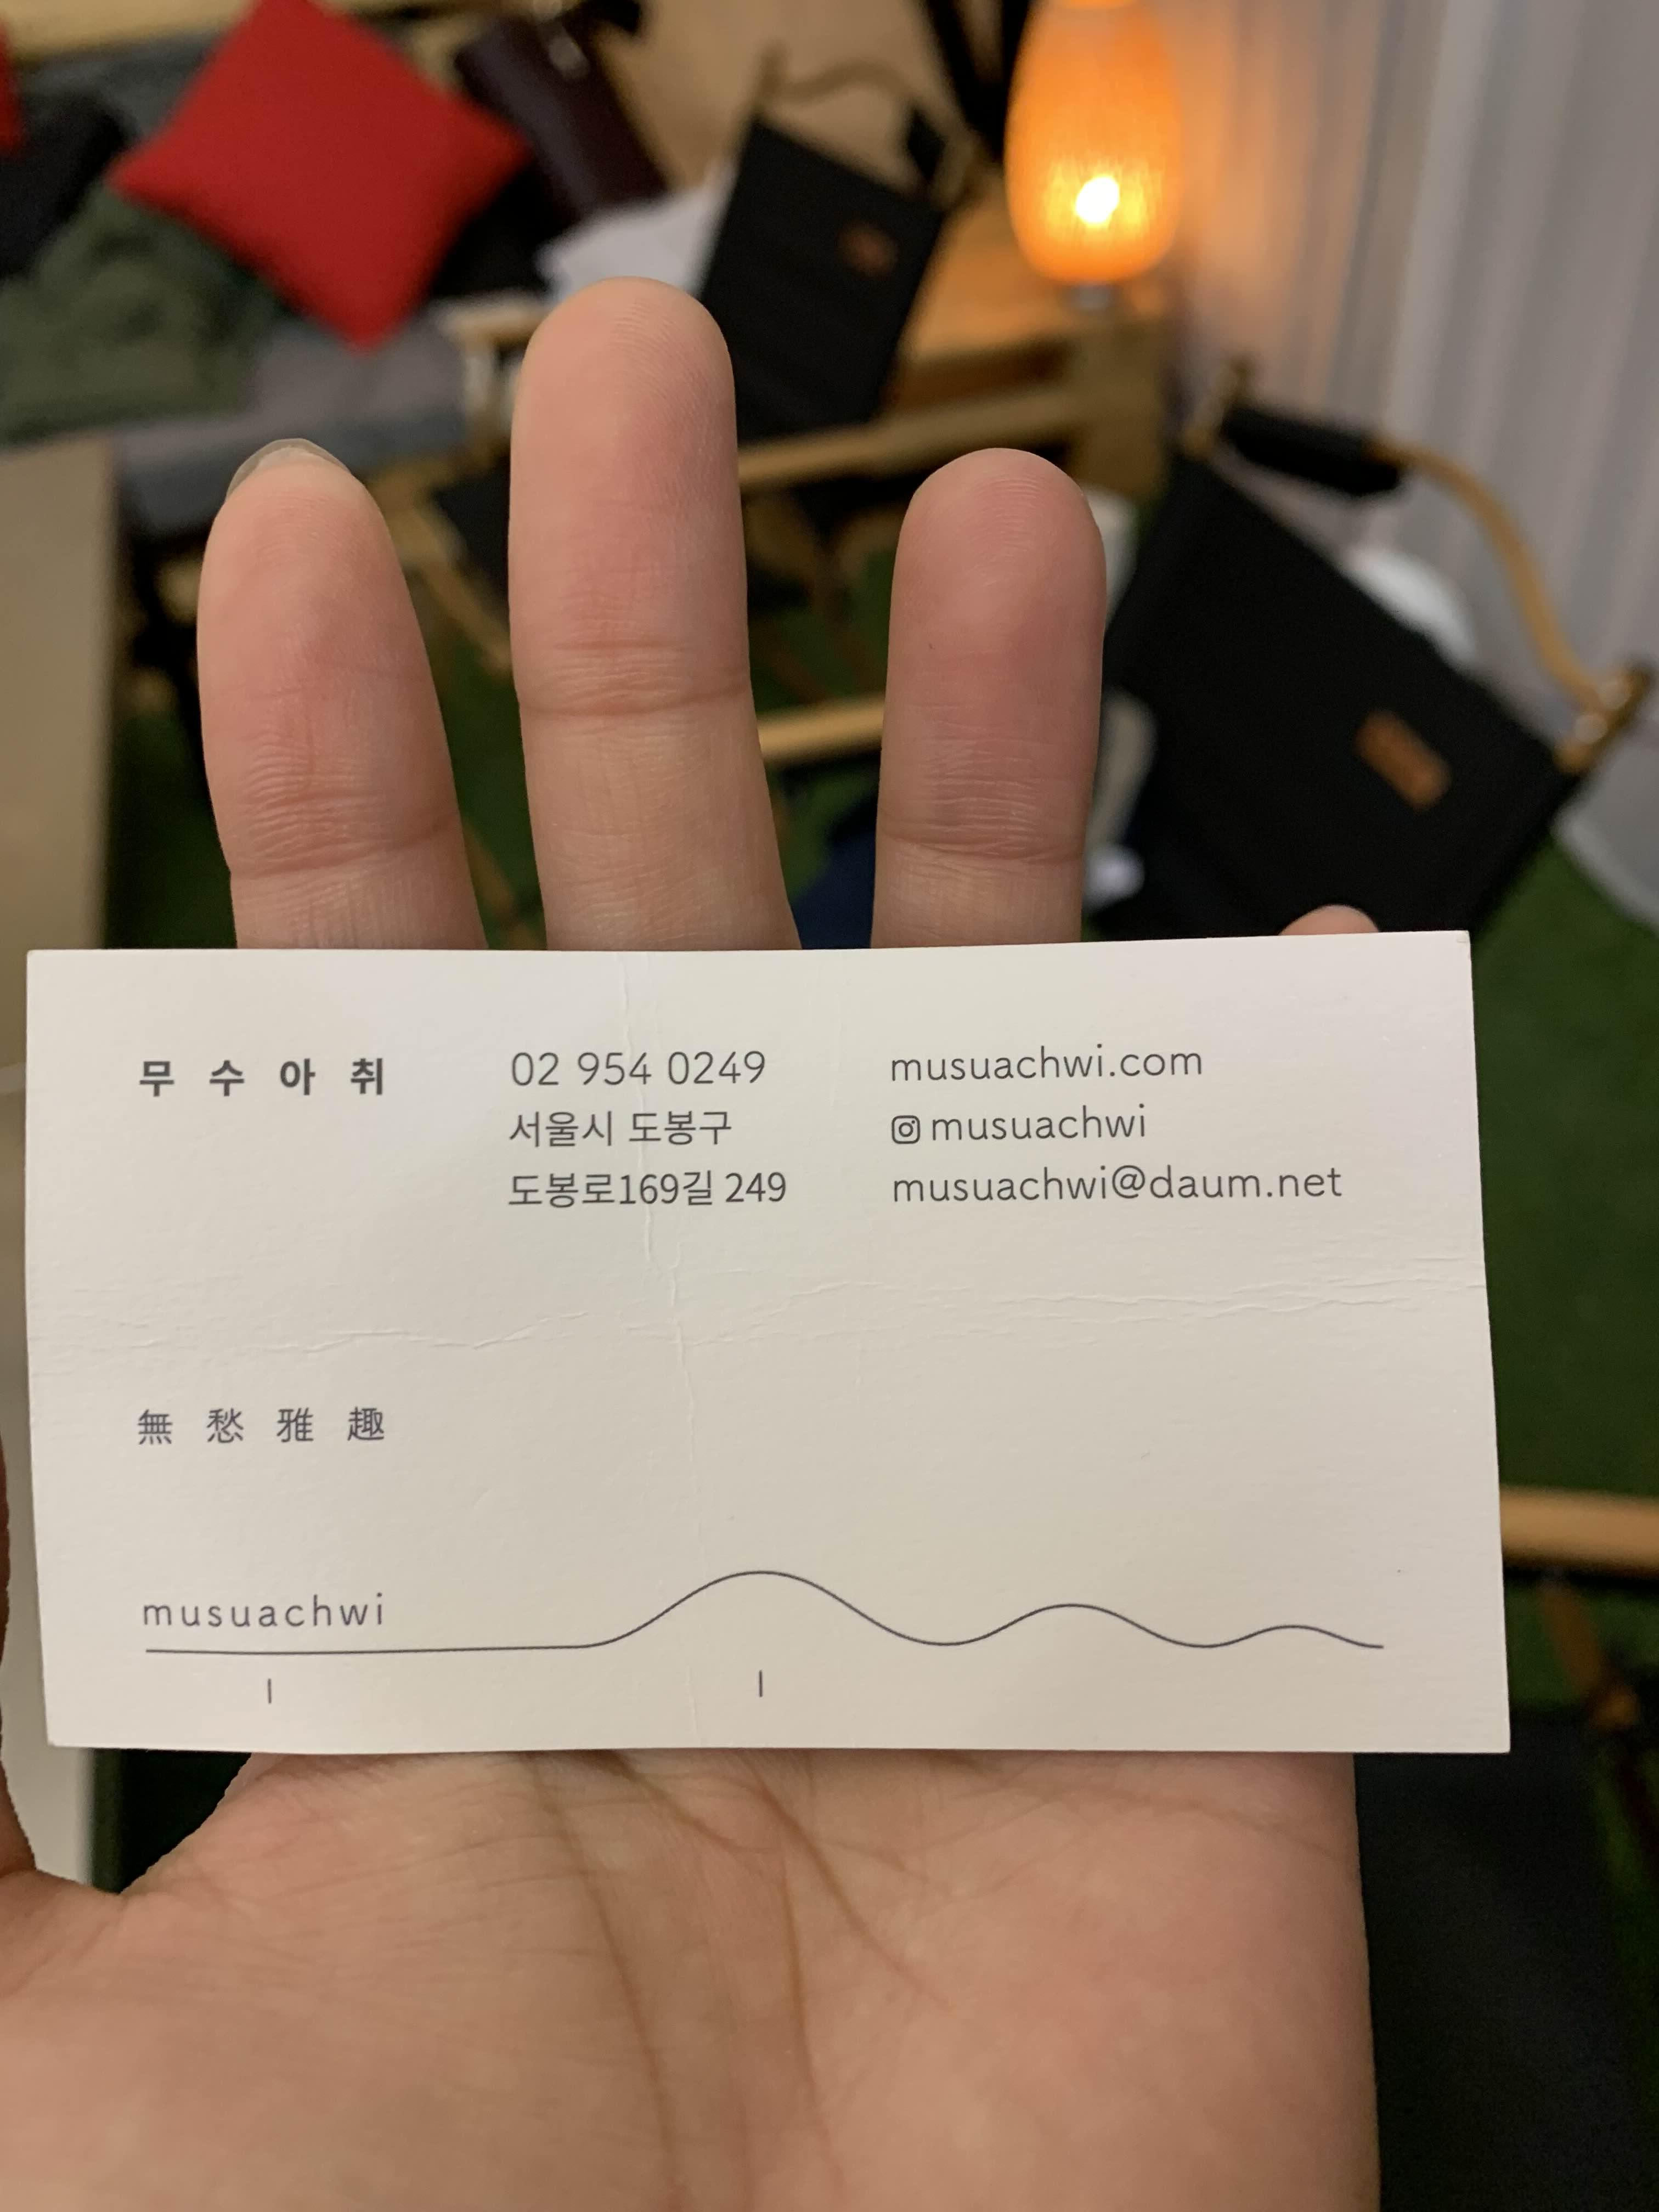 무 수 아 취
02 954 0249
서울시 도봉구
도봉로169길 249
musuachwi.com
musuachwi
musuachwi@daum.net
無 愁 雅 趣
musuachwi